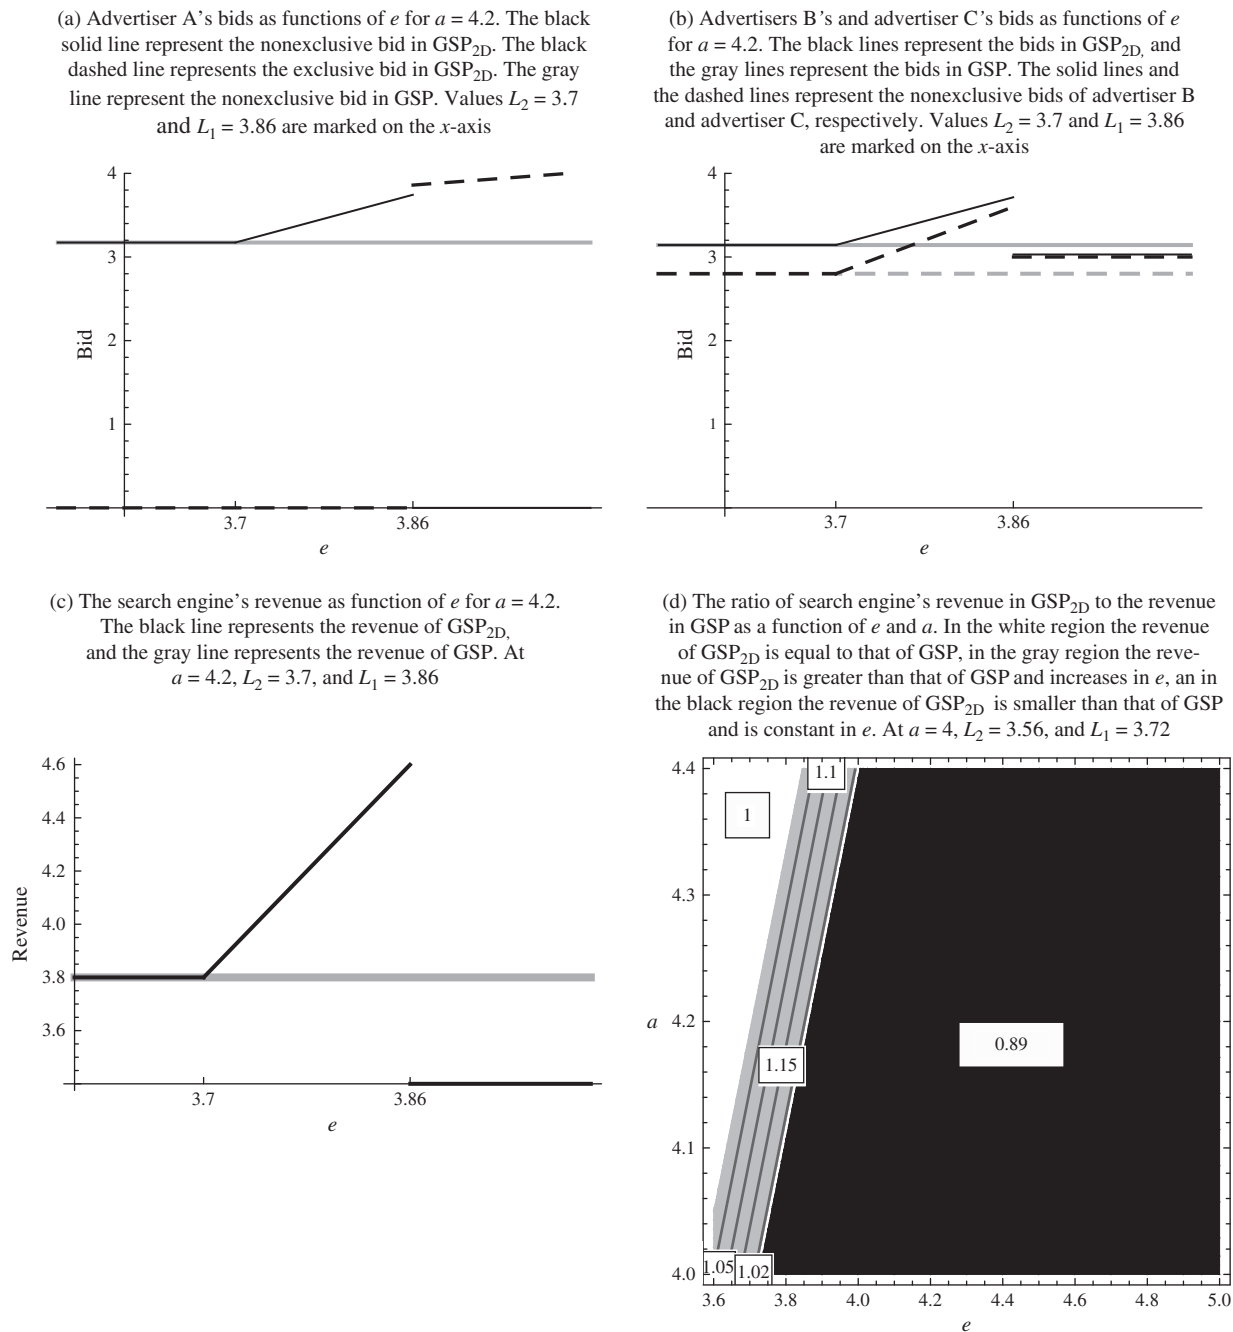 (a) Advertiser A's bids as functions of e for a = 4.2. The black
solid line represent the nonexclusive bid in GSP2D. The black
dashed line represents the exclusive bid in GSP2D. The gray
line represent the nonexclusive bid in GSP. Values L2 = 3.7
and L1 = 3.86 are marked on the x-axis
4
3
2
1
Bid
3.7
3.86
e
(b) Advertisers B's and advertiser C's bids as functions of e
for a = 4.2. The black lines represent the bids in GSP2D, and
the gray lines represent the bids in GSP. The solid lines and
the dashed lines represent the nonexclusive bids of advertiser B
and advertiser C, respectively. Values L2 = 3.7 and L1 = 3.86
are marked on the x-axis
4
3
2
1
Bid
3.7
3.86
e
(c) The search engine's revenue as function of e for a = 4.2.
The black line represents the revenue of GSP2D,
and the gray line represents the revenue of GSP. At
a = 4.2, L2 = 3.7, and L1 = 3.86
4.6
4.4
4.2
4.0
3.8
3.6
Revenue
3.7
3.86
e
(d) The ratio of search engine's revenue in GSP2D to the revenue
in GSP as a function of e and a. In the white region the revenue
of GSP2D is equal to that of GSP, in the gray region the reve-
nue of GSP2D is greater than that of GSP and increases in e, an in
the black region the revenue of GSP2D is smaller than that of GSP
and is constant in e. At a = 4, L2 = 3.56, and L1 = 3.72
4.4
4.3
4.2
4.1
4.0
a
1
1.1
1.15
0.89
1.05
1.02
3.6 3.8 4.0 4.2 4.4 4.6 4.8 5.0
e